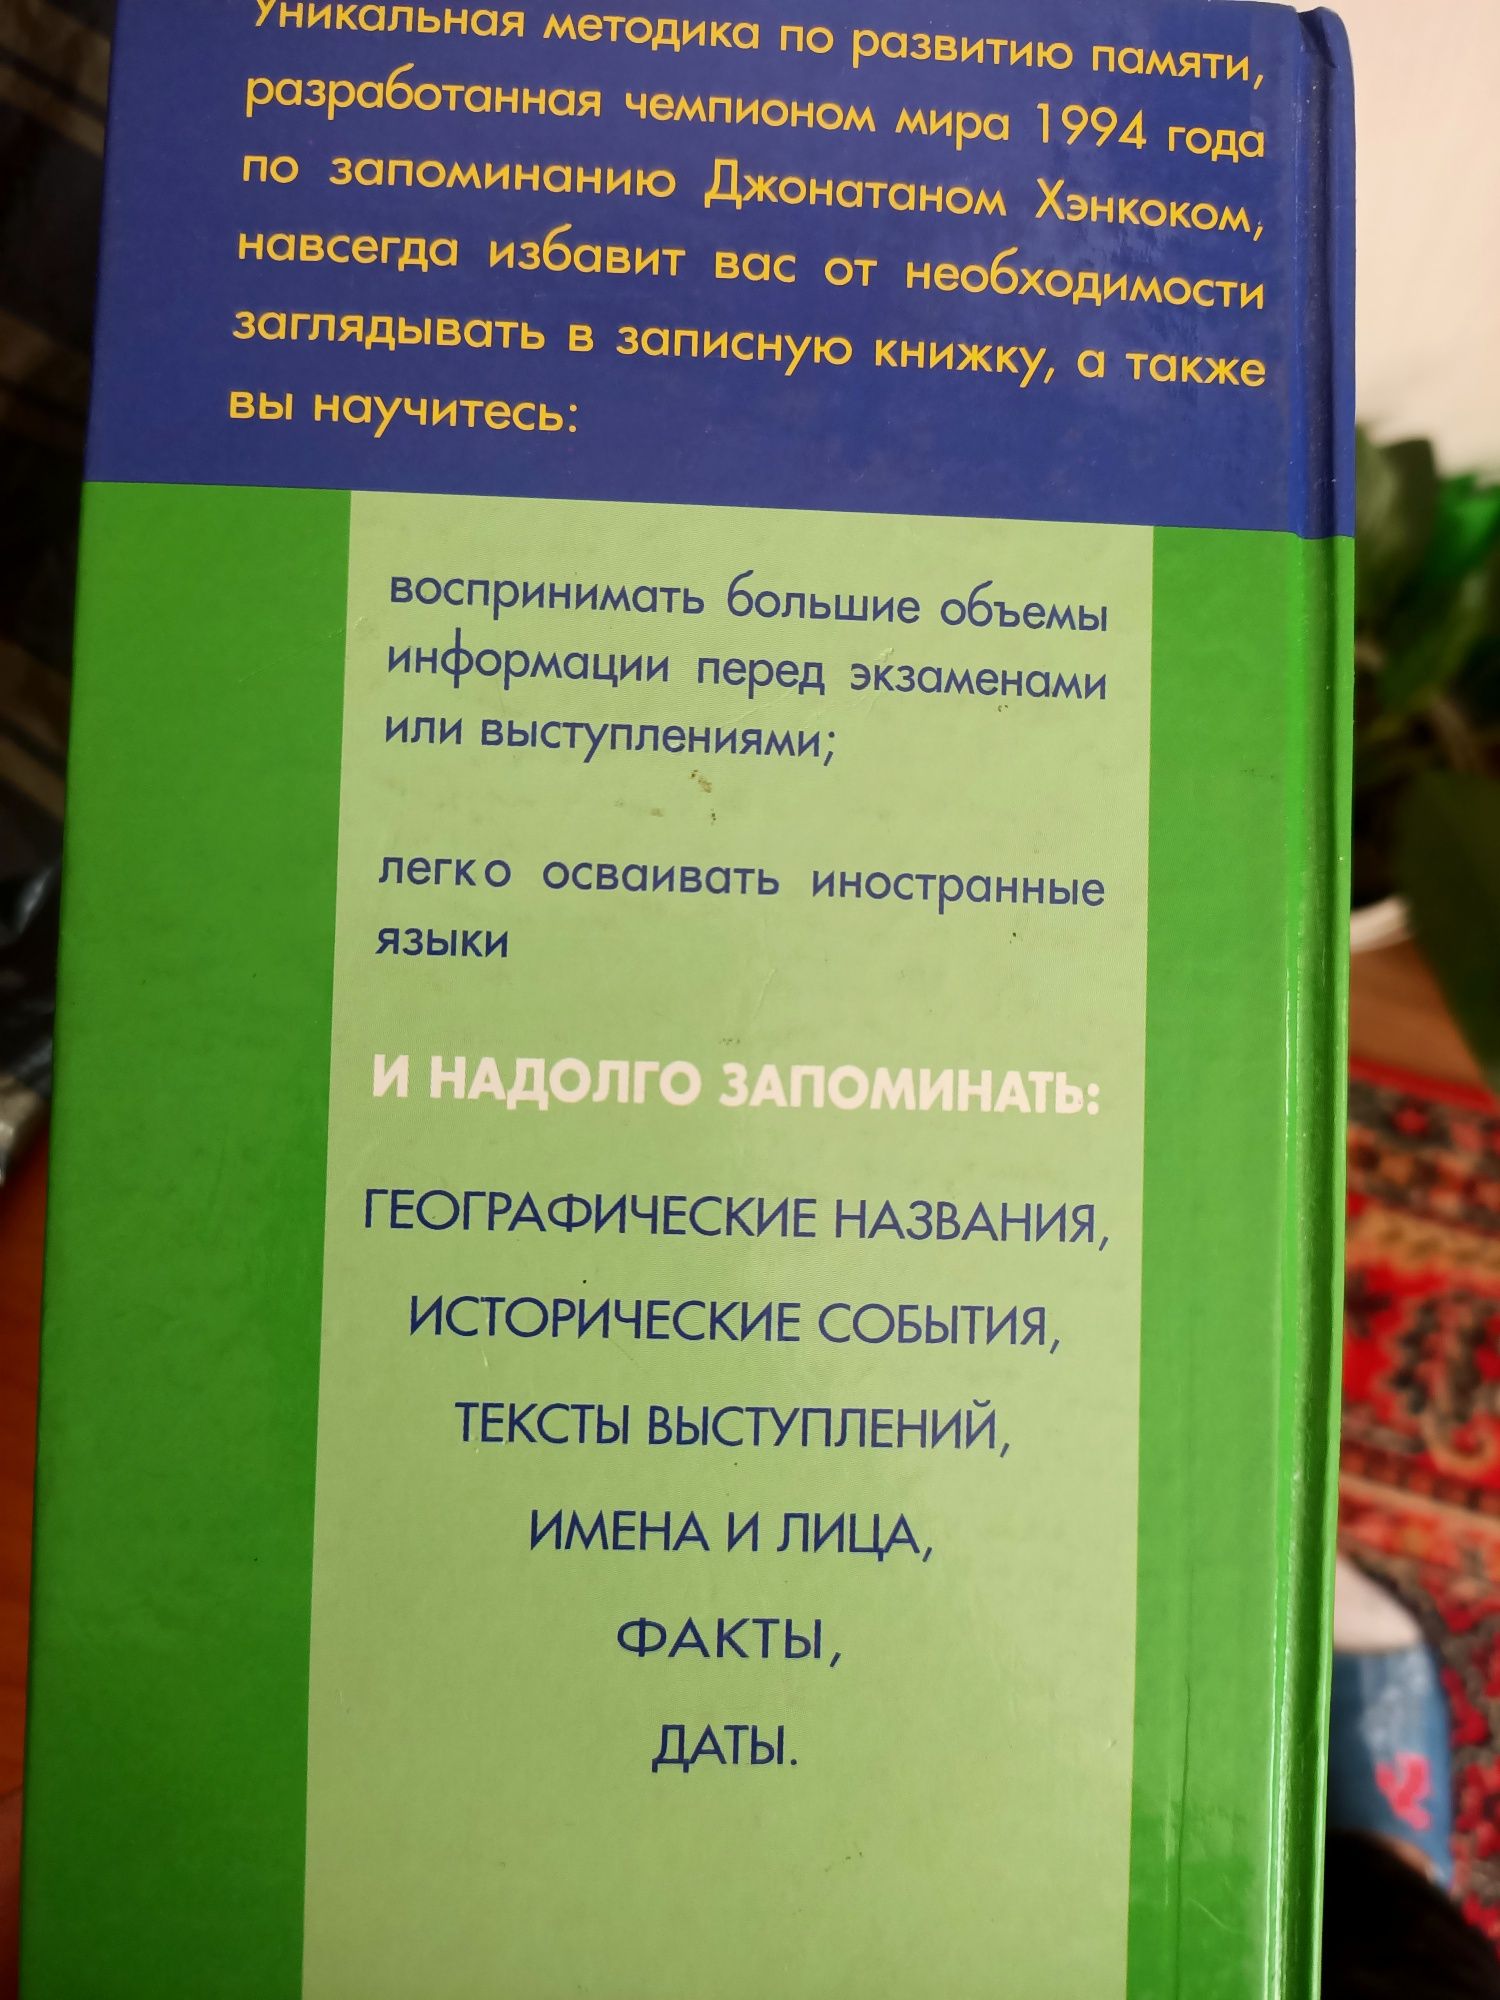 Уникальная методика по развитию памяти,
разработанная чемпионом мира 1994 года
по запоминанию Джонатаном Хэнкоком,
навсегда избавит вас от необходимости
заглядывать в записную книжку, а также
вы научитесь:
воспринимать большие объемы
информации перед экзаменами
или выступлениями;
легко осваивать иностранные
языки
И НАДОЛГО ЗАПОМИНАТЬ:
ГЕОГРАФИЧЕСКИЕ НАЗВАНИЯ,
ИСТОРИЧЕСКИЕ СОБЫТИЯ,
ТЕКСТЫ ВЫСТУПЛЕНИЙ,
ИМЕНА И ЛИЦА,
ФАКТЫ,
ДАТЫ.